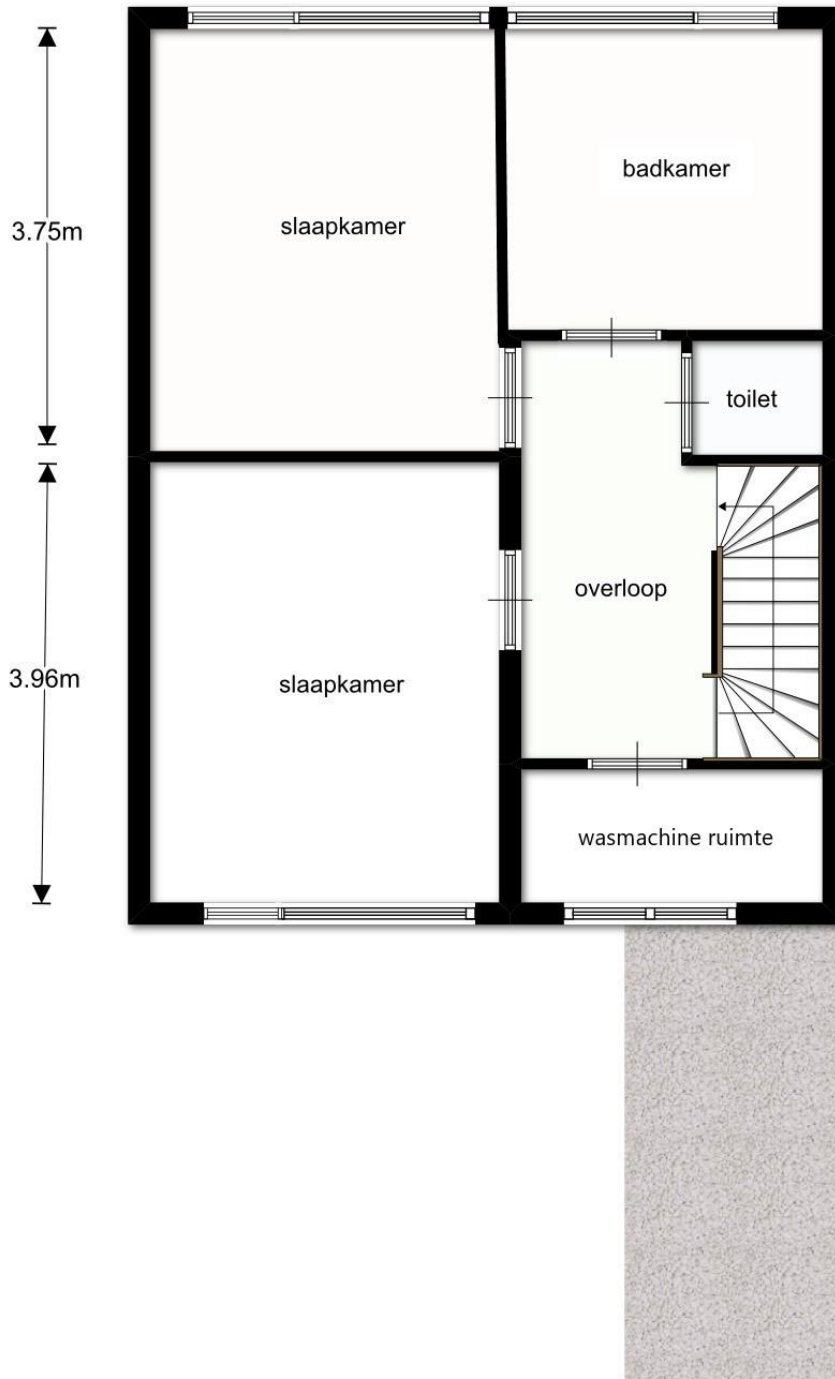 badkamer
slaapkamer
3.75m
toilet
overloop
3.96m
slaapkamer
wasmachine ruimte